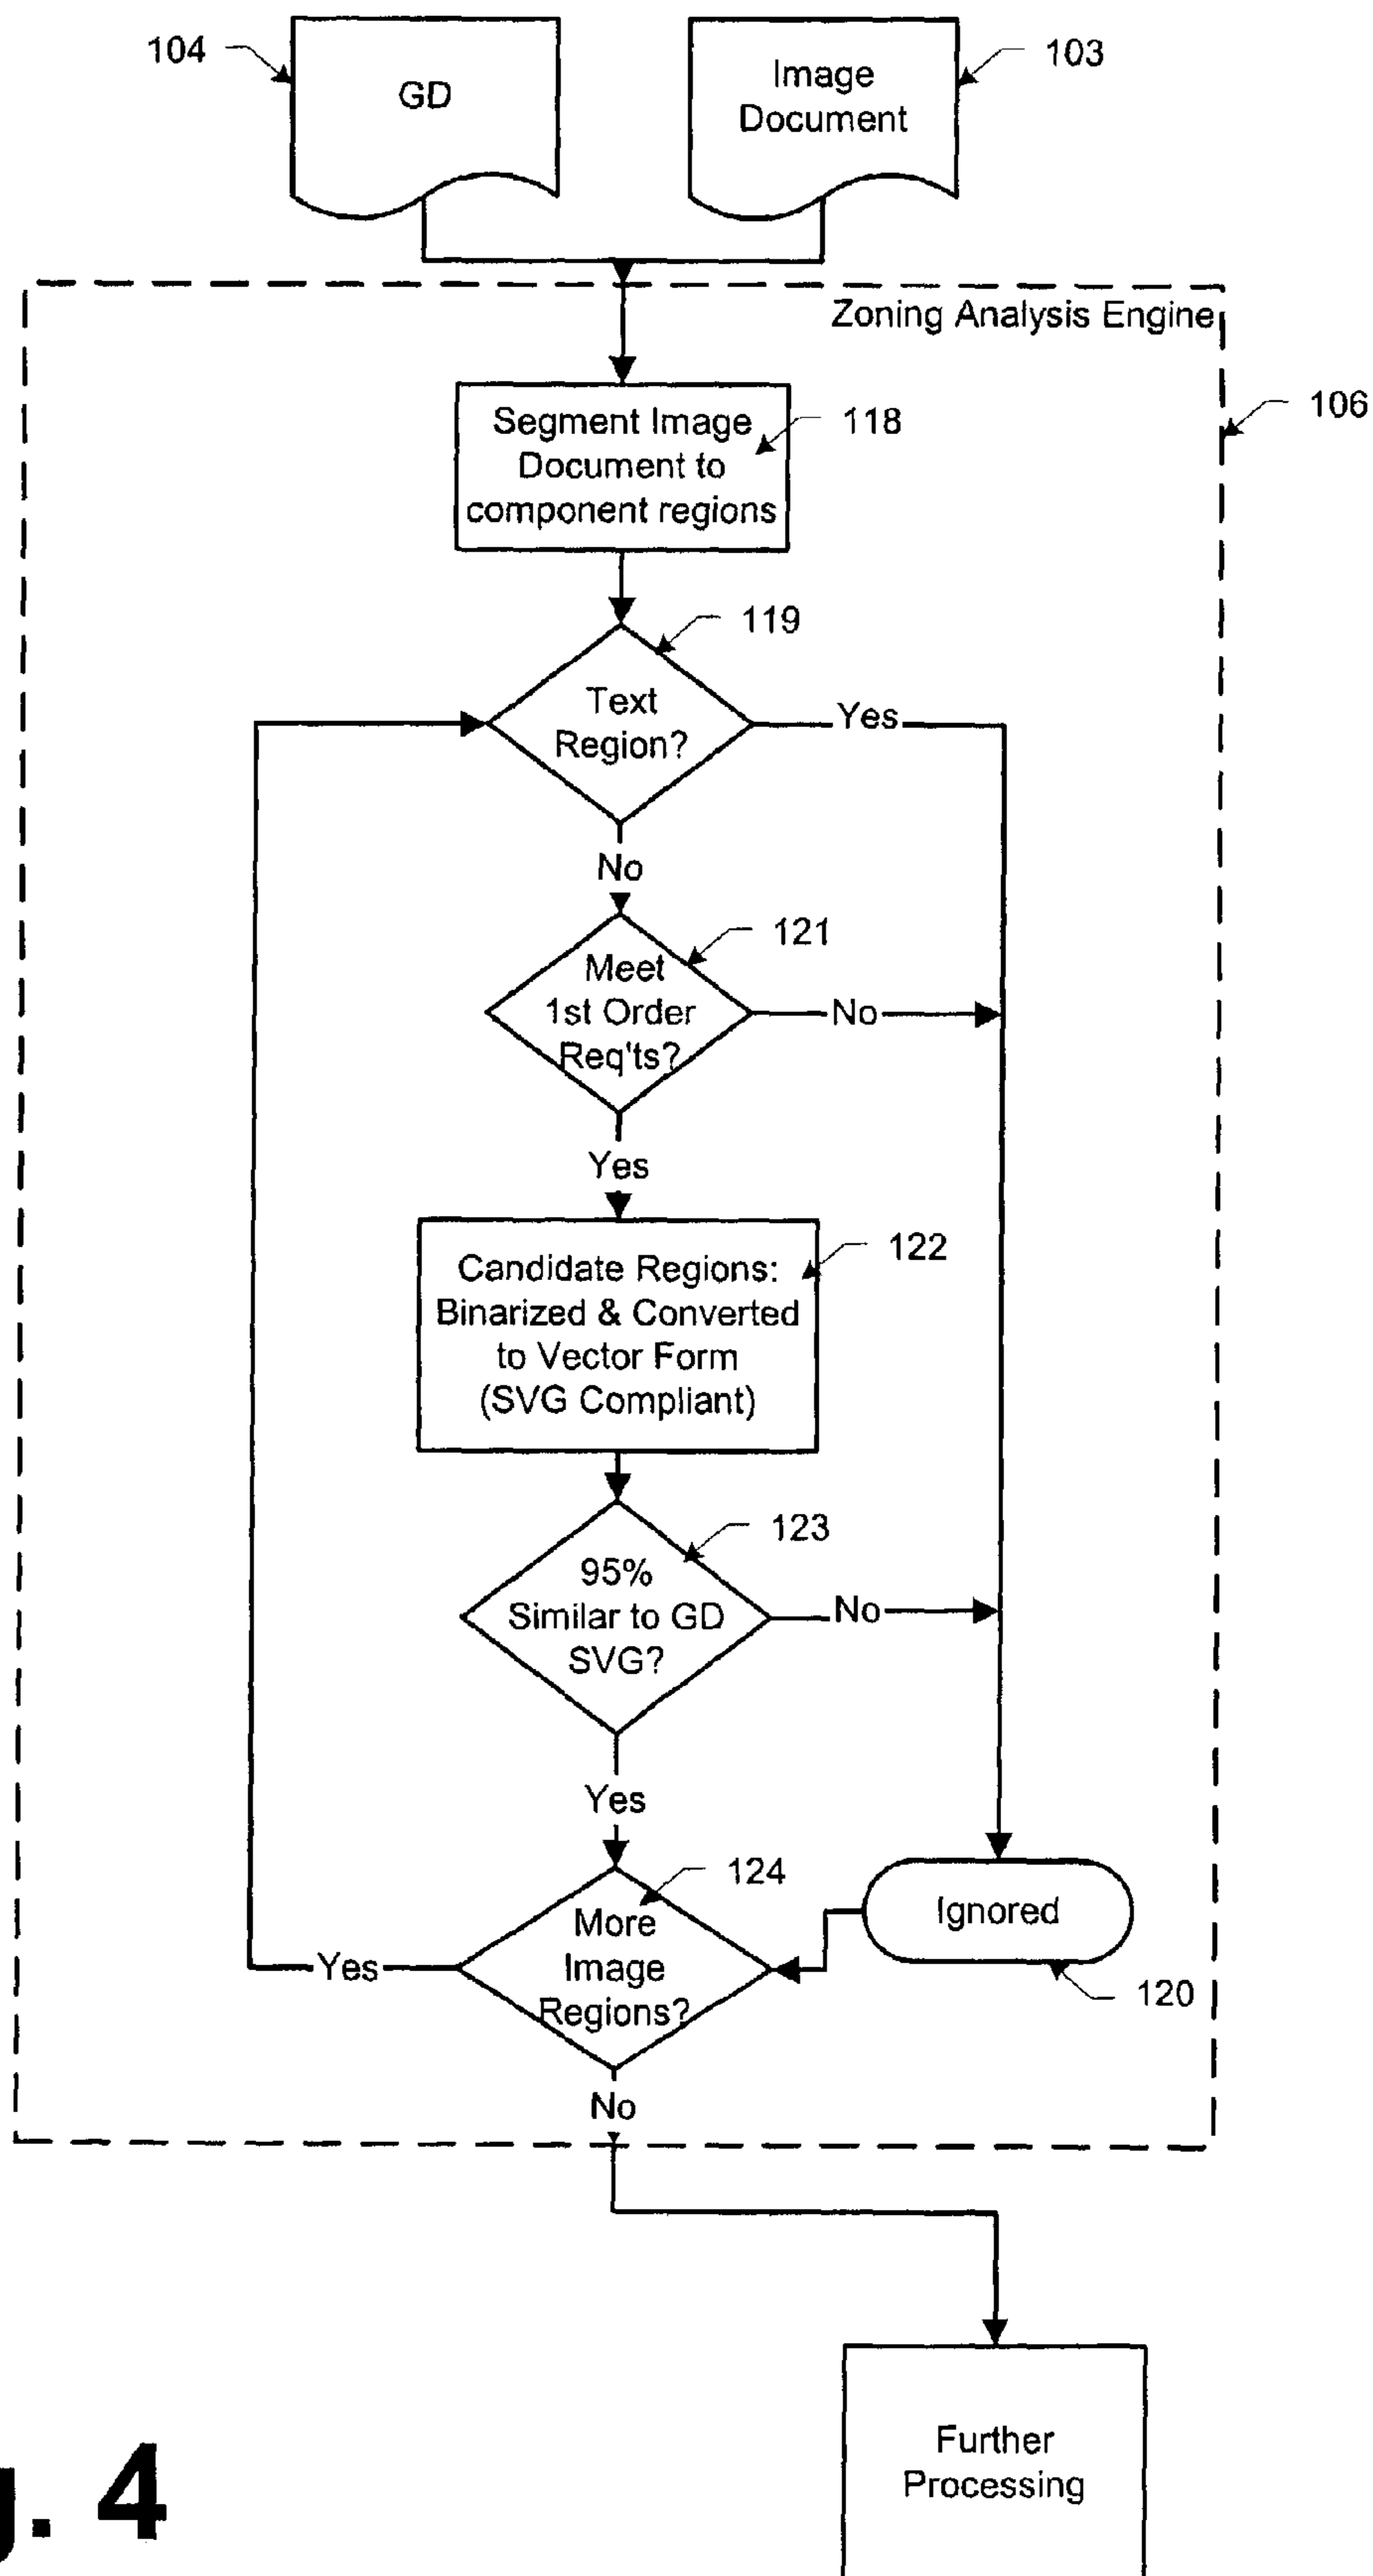 104
GD
Image
Document
103
Zoning Analysis Engine
106
Segment Image
Document to
component regions
118
119
Text
Region?
Yes
No
121
Meet
1st Order
Req'ts?
No
Yes
122
Candidate Regions:
Binarized & Converted
to Vector Form
(SVG Compliant)
123
95%
Similar to GD
SVG?
No
Yes
124
More
Image
Regions?
Yes
Ignored
120
No
Further
Processing
g. 4